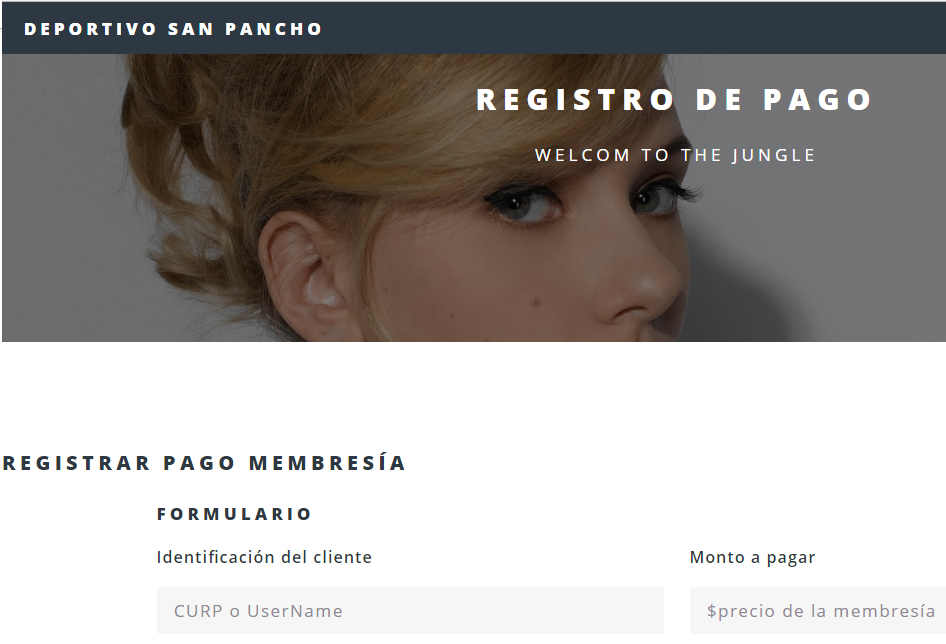 DEPORTIVO SAN PANCHO
REGISTRO DE PAGO
WELCOM TO THE JUNGLE
REGISTRAR PAGO MEMBRESÍA
FORMULARIO
Identificación del cliente
Monto a pagar
CURP o UserName
$precio de la membresía